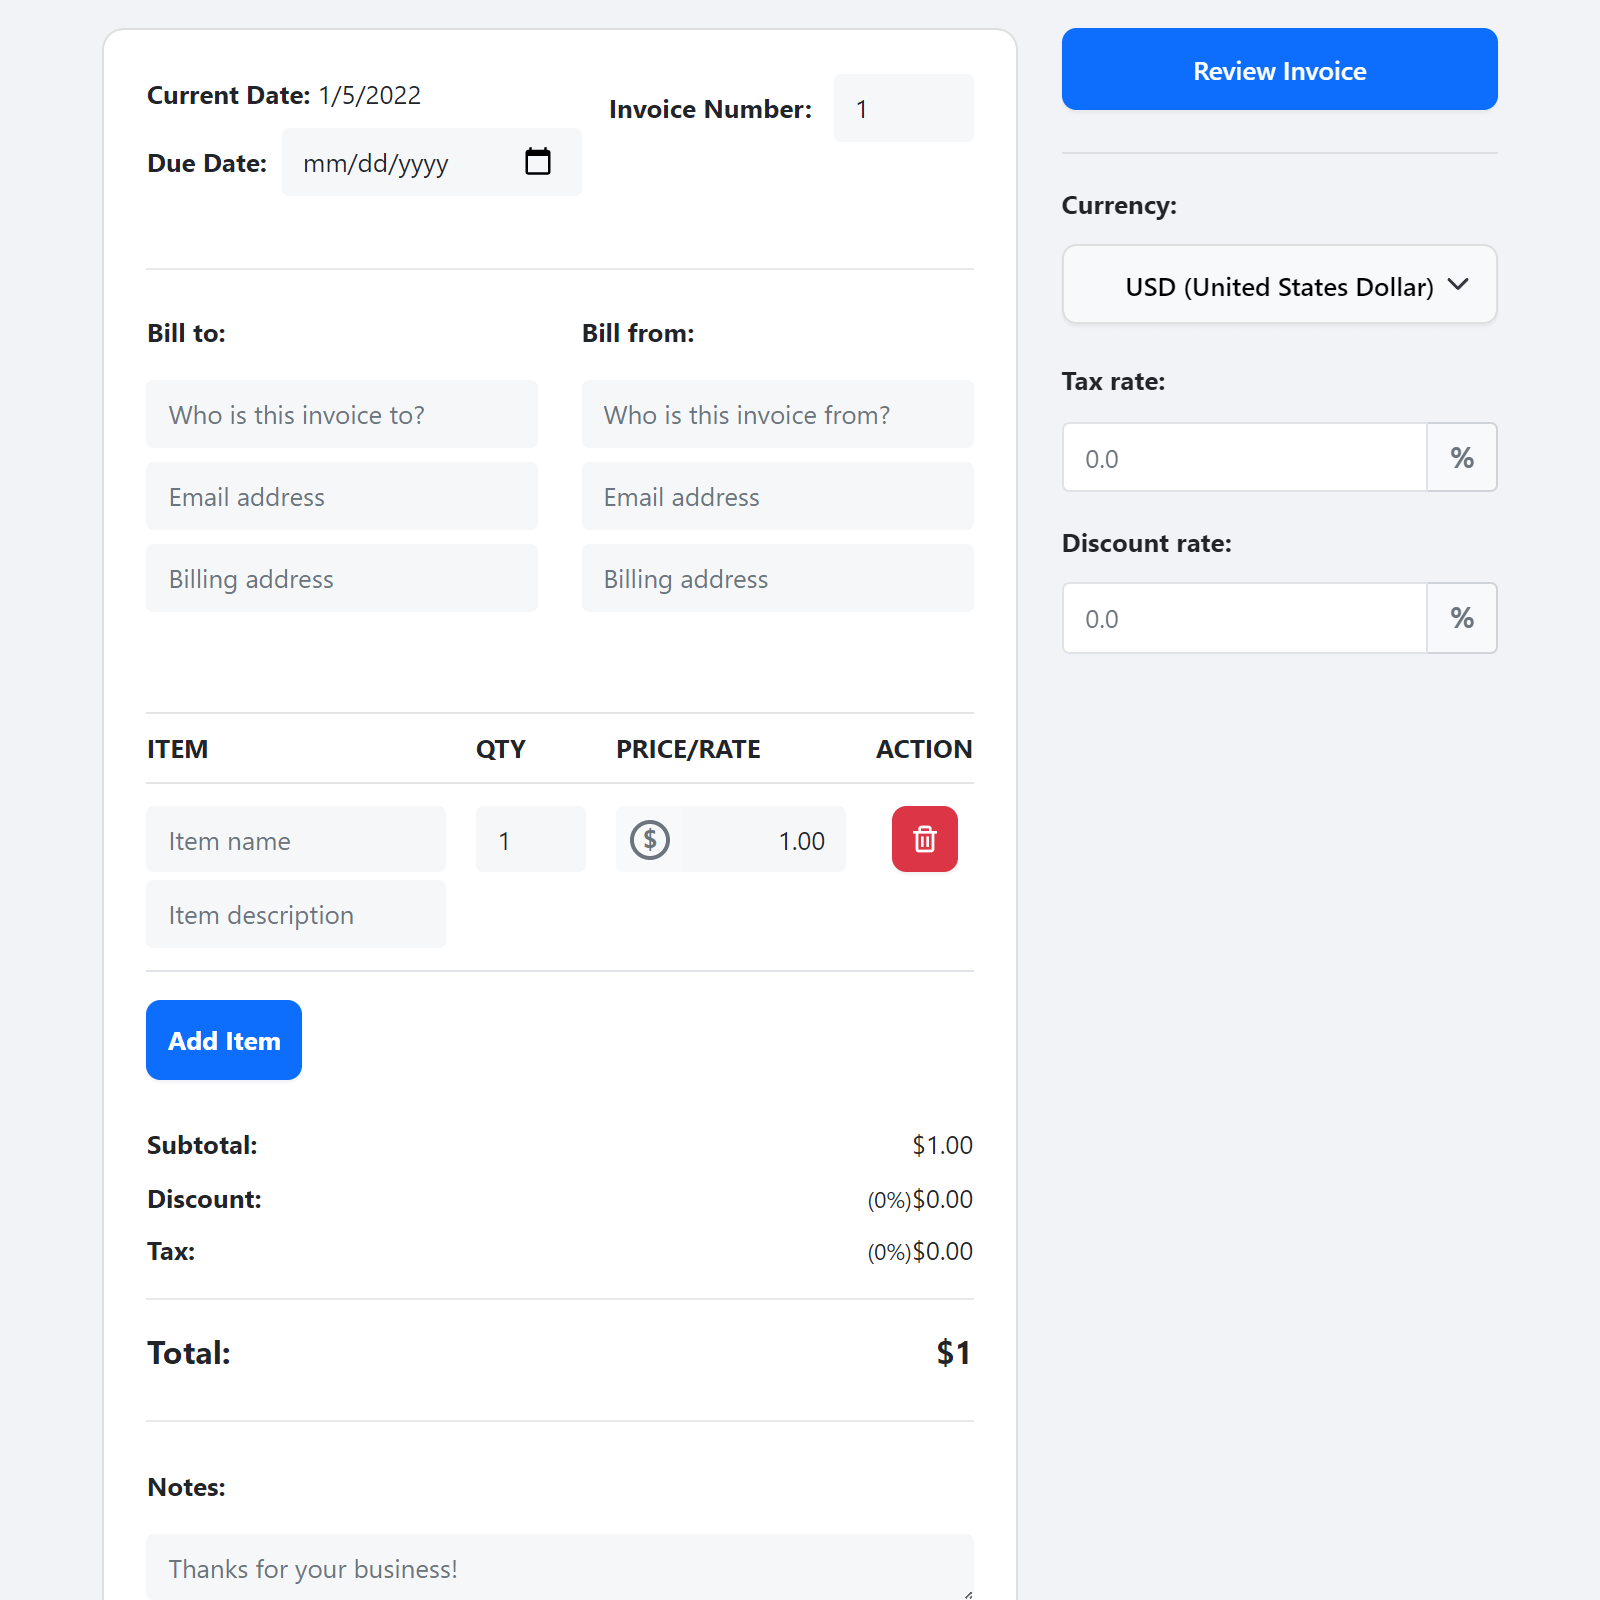 Current Date: 1/5/2022
Invoice Number: 1
Due Date: mm/dd/yyyy
Bill to:
Who is this invoice to?
Email address
Billing address
Bill from:
Who is this invoice from?
Email address
Billing address
ITEM QTY PRICE/RATE ACTION
Item name 1 $ 1.00
Item description
Add Item
Subtotal: $1.00
Discount: (0%)$0.00
Tax: (0%)$0.00
Total: $1
Notes:
Thanks for your business!
Review Invoice
Currency:
USD (United States Dollar)
Tax rate:
0.0 %
Discount rate:
0.0 %